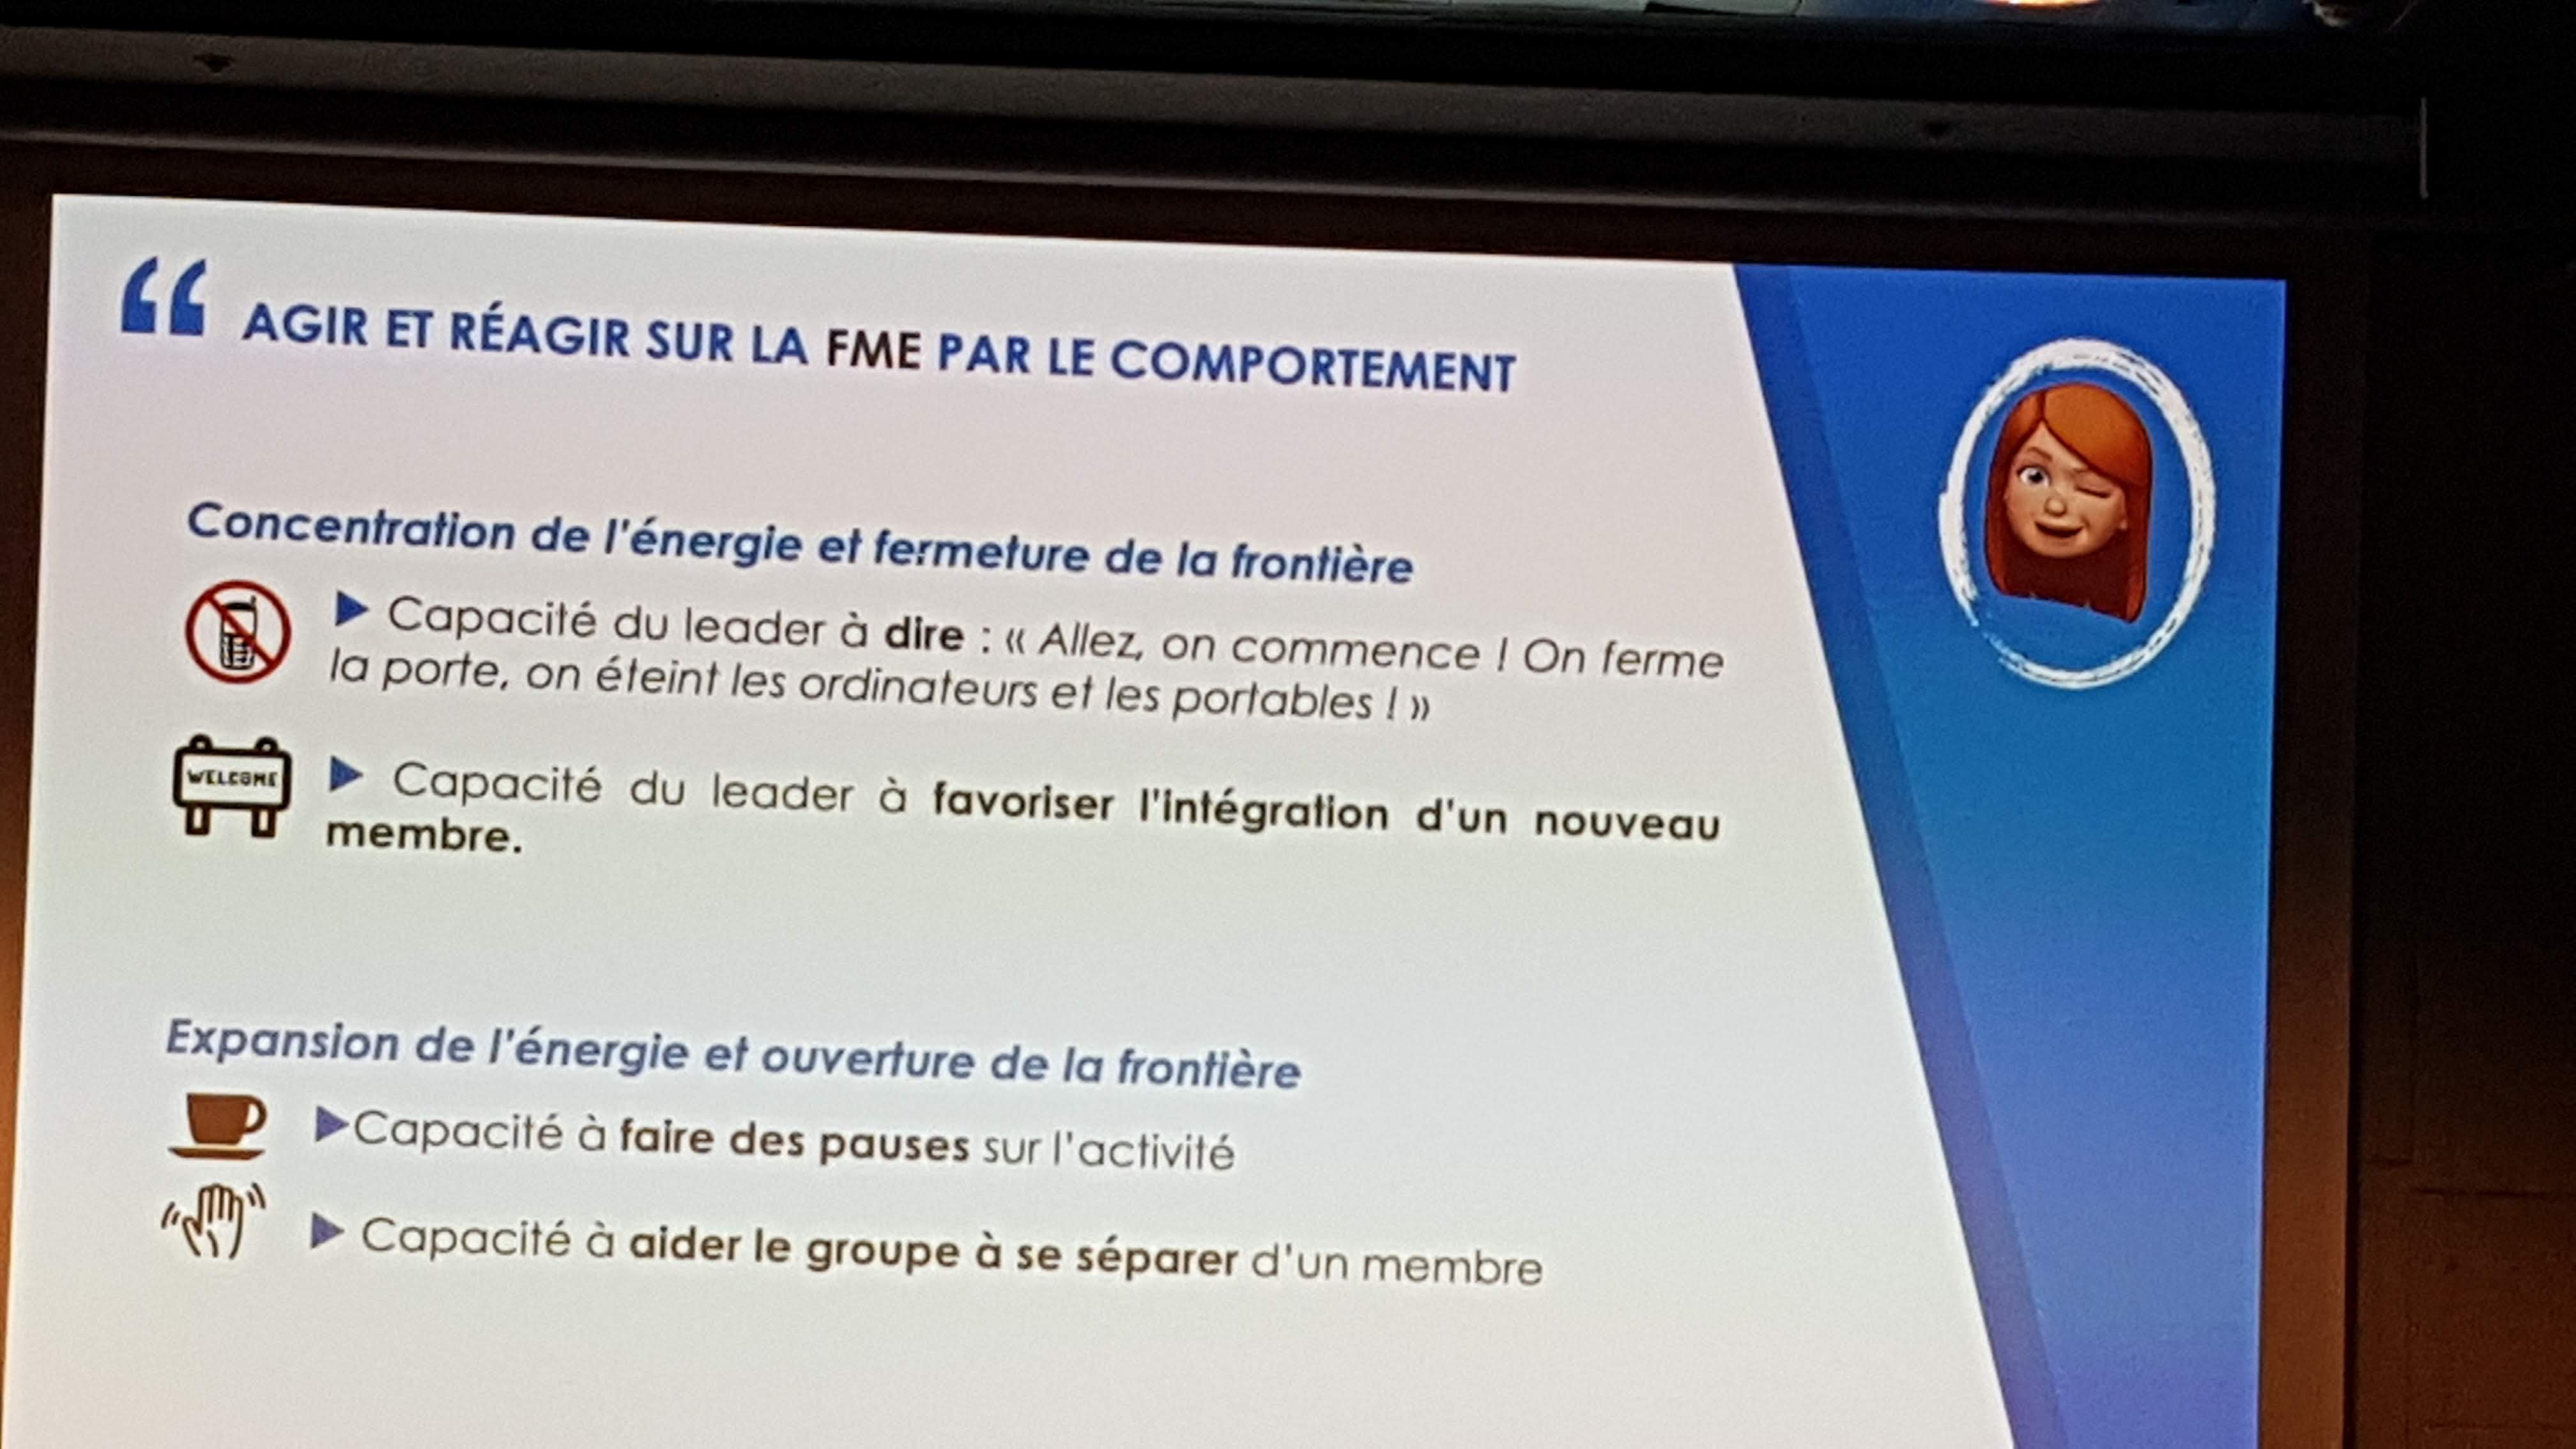 “ AGIR ET RÉAGIR SUR LA FME PAR LE COMPORTEMENT
Concentration de l'énergie et fermeture de la frontière
► Capacité du leader à dire : « Allez, on commence ! On ferme
la porte, on éteint les ordinateurs et les portables ! »
WELCOME
► Capacité du leader à favoriser l'intégration d'un nouveau
membre.
Expansion de l'énergie et ouverture de la frontière
►Capacité à faire des pauses sur l'activité
► Capacité à aider le groupe à se séparer d'un membre